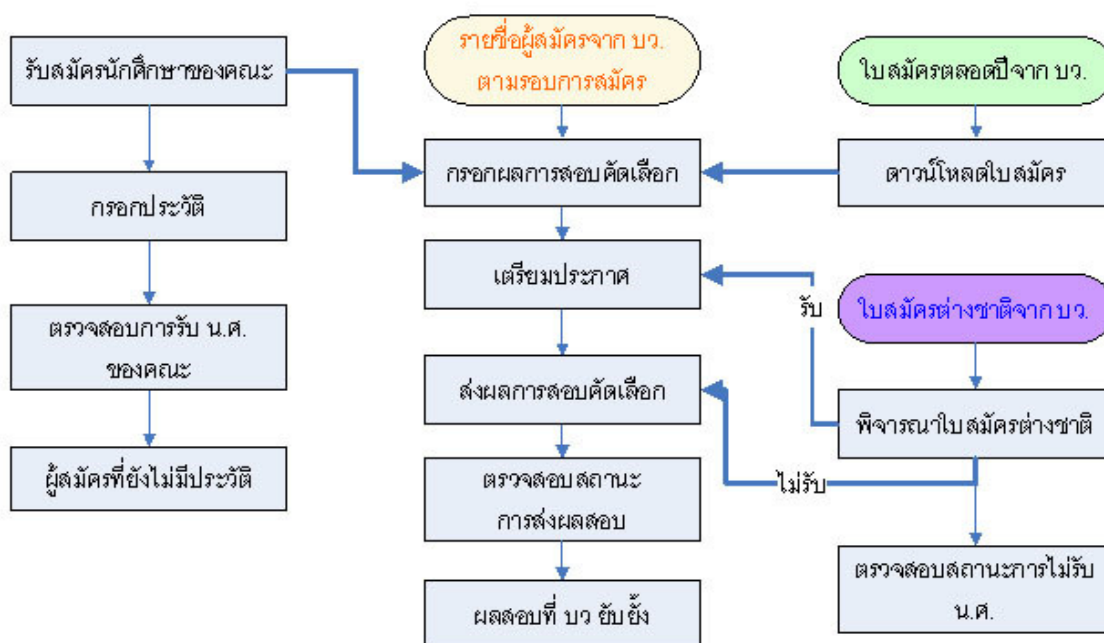 รับสมัครนักศึกษาของคณะ
กรอกประวัติ
ตรวจสอบการรับ น.ศ.
ของคณะ
ผู้สมัครที่ยังไม่มีประวัติ
รายชื่อผู้สมัครจาก บว.
ตามรอบการสมัคร
กรอกผลการสอบคัดเลือก
เตรียมประกาศ
ส่งผลการสอบคัดเลือก
ตรวจสอบสถานะ
การส่งผลสอบ
ผลสอบที่ บว ยับยั้ง
ใบสมัครตลอดปีจาก บว.
ดาวน์โหลดใบสมัคร
ใบสมัครต่างชาติจาก บว.
รับ
พิจารณาใบสมัครต่างชาติ
ไม่รับ
ตรวจสอบสถานะการไม่รับ
น.ศ.